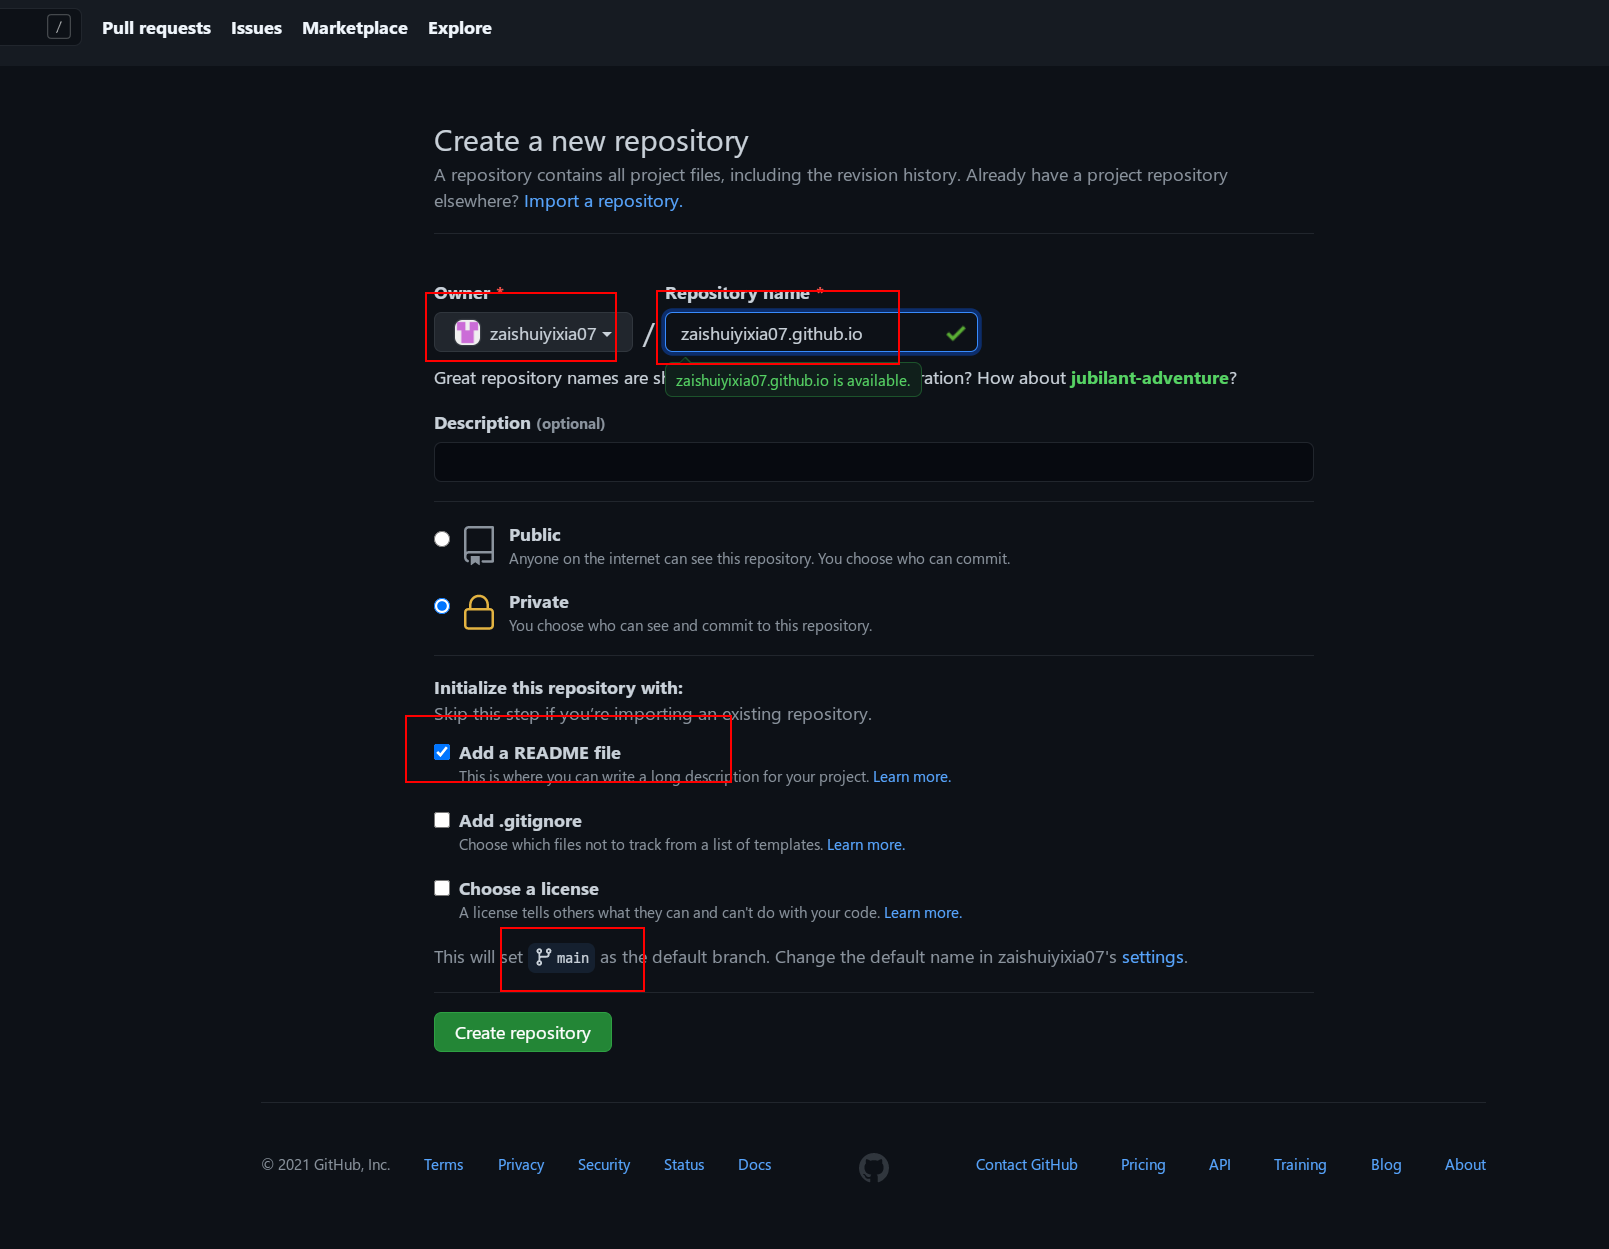 / Pull requests Issues Marketplace Explore
Create a new repository
A repository contains all project files, including the revision history. Already have a project repository
elsewhere? Import a repository.
Owner * Repository name *
zaishuiyixia07 / zaishuiyixia07.github.io
Great repository names are sh ration? How about jubilant-adventure?
zaishuiyixia07.github.io is available.
Description (optional)
Public
Anyone on the internet can see this repository. You choose who can commit.
Private
You choose who can see and commit to this repository.
Initialize this repository with:
Skip this step if you're importing an existing repository.
Add a README file
This is where you can write a long description for your project. Learn more.
Add .gitignore
Choose which files not to track from a list of templates. Learn more.
Choose a license
A license tells others what they can and can't do with your code. Learn more.
This will set main as the default branch. Change the default name in zaishuiyixia07's settings.
Create repository
© 2021 GitHub, Inc. Terms Privacy Security Status Docs Contact GitHub Pricing API Training Blog About